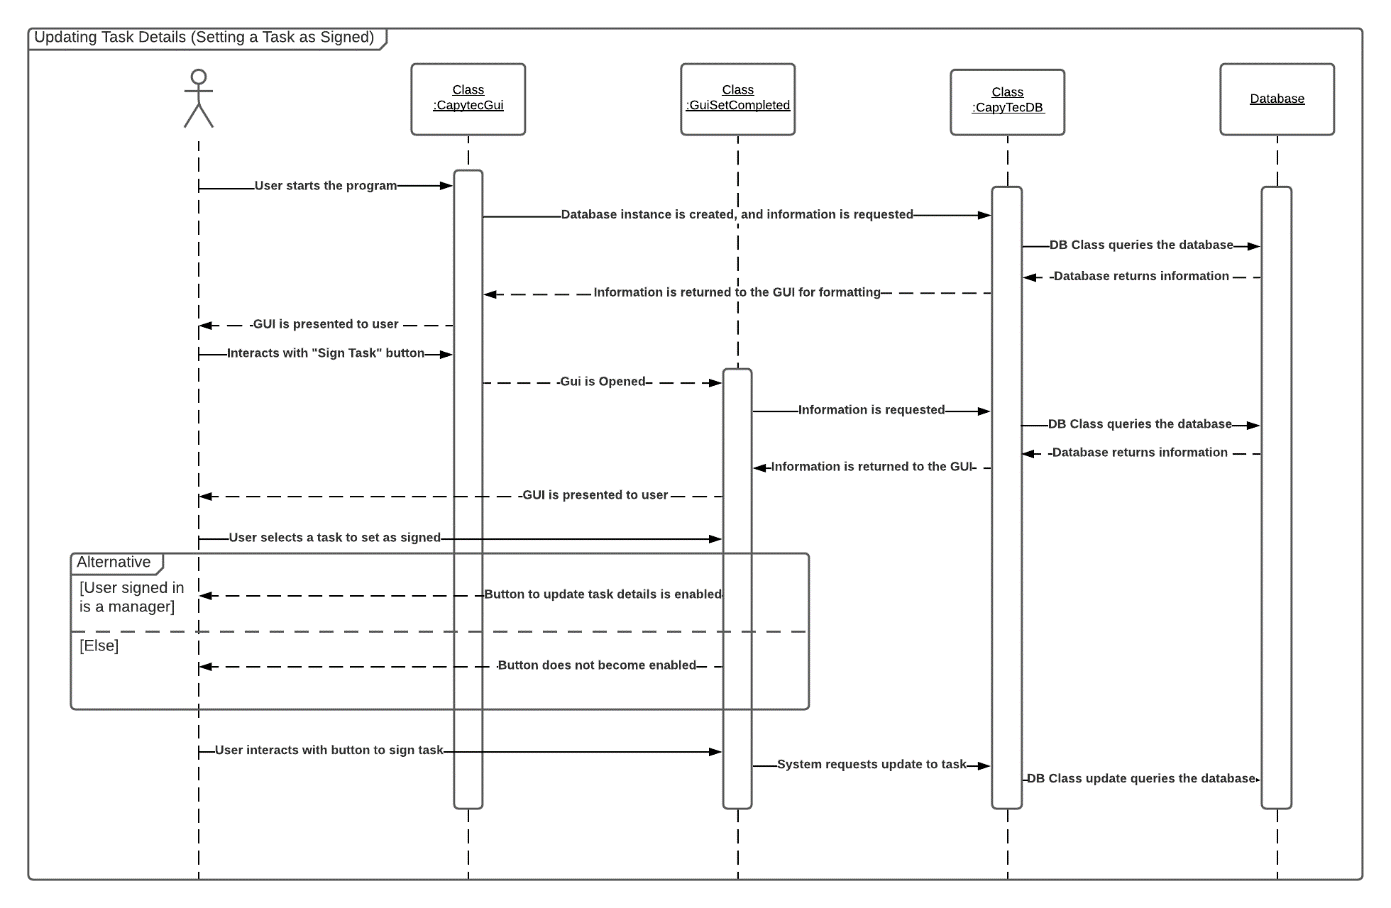 Updating Task Details (Setting a Task as Signed)
Class
:CapytecGui
Class
:GuiSetCompleted
Class
:CapyTecDB
Database
User starts the program
Database instance is created, and information is requested
DB Class queries the database
Database returns information
Information is returned to the GUI for formatting
GUI is presented to user
Interacts with "Sign Task" button
Gui is Opened
Information is requested
DB Class queries the database
Database returns information
Information is returned to the GUI
GUI is presented to user
User selects a task to set as signed
Alternative
[User signed in
is a manager]
Button to update task details is enabled
[Else]
Button does not become enabled
User interacts with button to sign task
System requests update to task
DB Class update queries the database